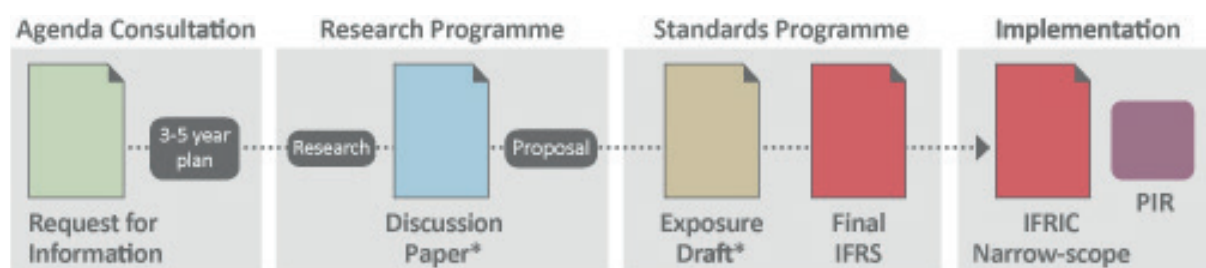 Agenda Consultation
Research Programme
Standards Programme
Implementation
3-5 year
plan
Research
Proposal
Request for
Information
Discussion
Paper*
Exposure
Draft*
Final
IFRS
IFRIC
Narrow-scope
PIR